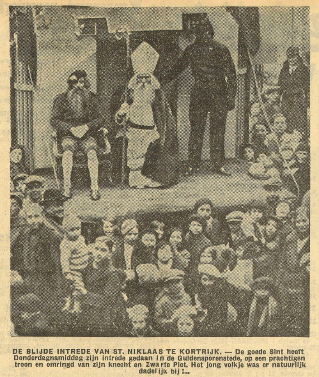 DE BLIJDE INTREDE VAN ST. NIKLAAS TE KORTRIJK. — De goede Sint heeft
Donderdagnamiddag zijn intrede gedaan in de Guldensporenstede, op een prachtigen
troon en omringd van zijn knecht en Zwarte Piet. Het jong volkje was er natuurlijk
dadelijk bij !...